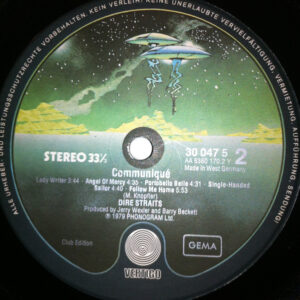 ALLE URHEBER- UND LEISTUNGSSCHUTZRECHTE VORBEHALTEN. KEIN VERLEIH! KEINE UNERLAUBTE VERVIELFÄLTIGUNG, VERMIETUNG, AUFFÜHRUNG, SENDUNG!
STEREO 33⅓
30 047 5 2
AA 6360 170.2 Y
Made in West Germany
Communiqué
Lady Writer 3:44 · Angel Of Mercy 4:35 · Portobello Belle 4:31 · Single-Handed
Sailor 4:40 · Follow Me Home 5:53
(M. Knopfler)
DIRE STRAITS
Produced by Jerry Wexler and Barry Beckett
℗ 1979 PHONOGRAM Ltd.
Club Edition
GEMA
VERTIGO